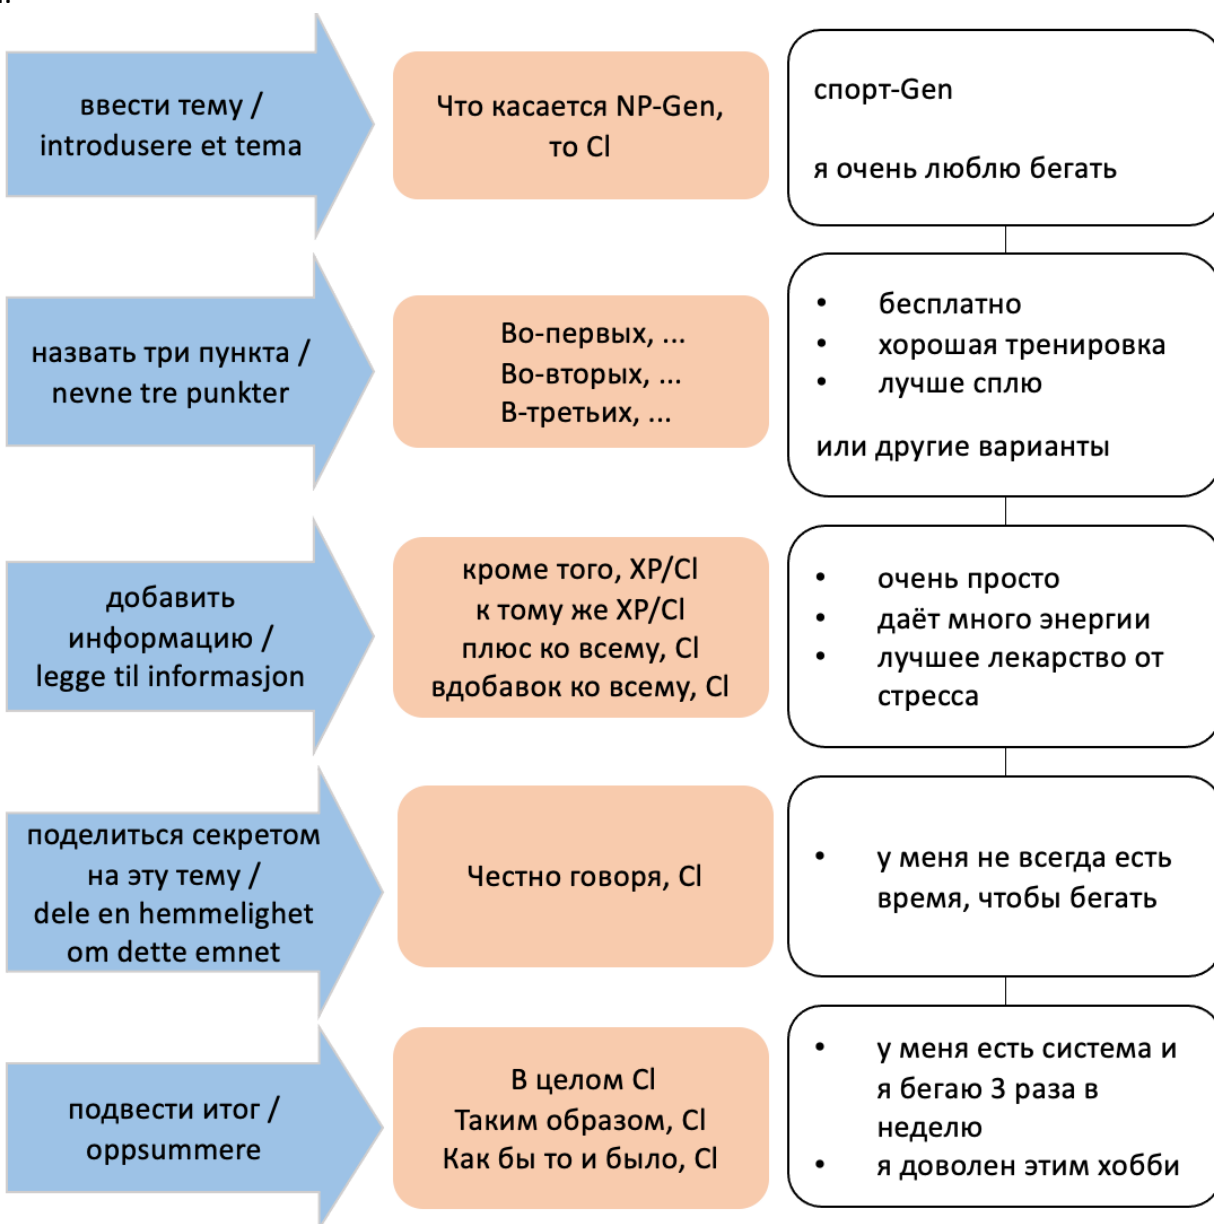 ввести тему /
introdusere et tema
Что касается NP-Gen,
то Cl
спорт-Gen
я очень люблю бегать
назвать три пункта /
nevne tre punkter
Во-первых, ...
Во-вторых, ...
В-третьих, ...
• бесплатно
• хорошая тренировка
• лучше сплю
или другие варианты
добавить
информацию /
legge til informasjon
кроме того, XP/Cl
к тому же XP/Cl
плюс ко всему, Cl
вдобавок ко всему, Cl
• очень просто
• даёт много энергии
• лучшее лекарство от
стресса
поделиться секретом
на эту тему /
dele en hemmelighet
om dette emnet
Честно говоря, Cl
• у меня не всегда есть
время, чтобы бегать
подвести итог /
oppsummere
В целом Cl
Таким образом, Cl
Как бы то и было, Cl
• у меня есть система и
я бегаю 3 раза в
неделю
• я доволен этим хобби